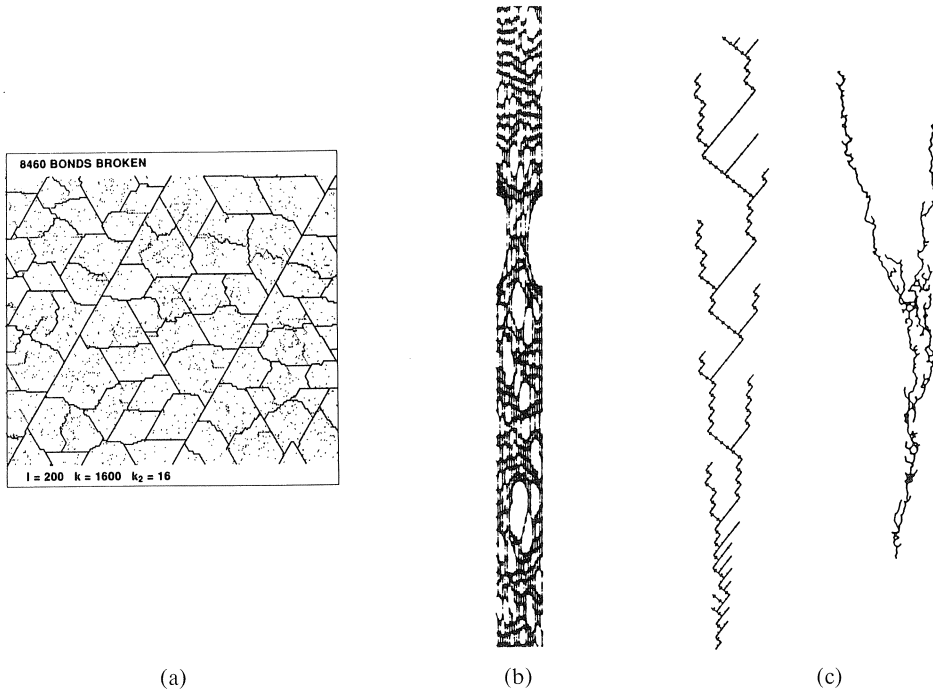 8460 BONDS BROKEN
l = 200 k = 1600 k₂ = 16
(a)
(b)
(c)